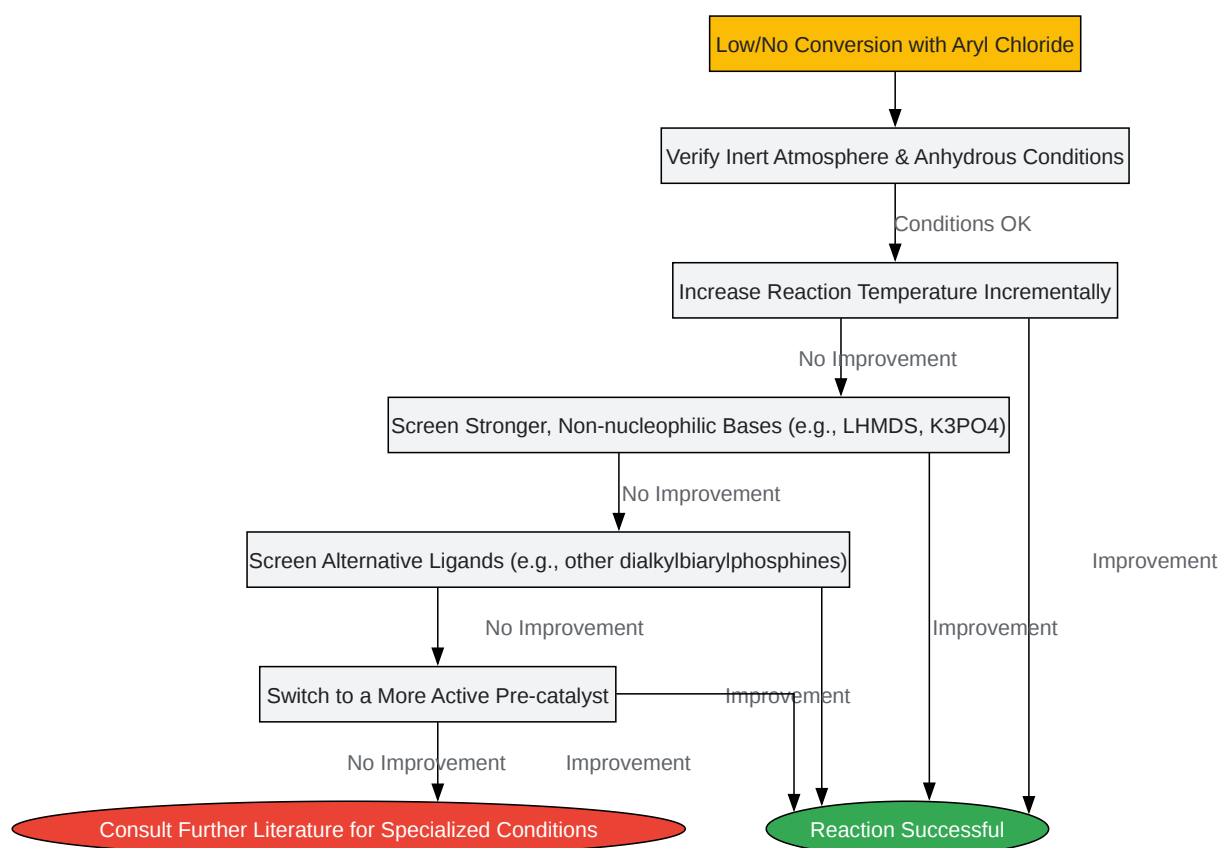 Low/No Conversion with Aryl Chloride
Verify Inert Atmosphere & Anhydrous Conditions
Conditions OK
Increase Reaction Temperature Incrementally
No Improvement
Screen Stronger, Non-nucleophilic Bases (e.g., LHMDS, K3PO4)
No Improvement
Screen Alternative Ligands (e.g., other dialkylbiarylphosphines)
Improvement
No Improvement
Improvement
Switch to a More Active Pre-catalyst
Improvement
No Improvement
Improvement
Consult Further Literature for Specialized Conditions
Reaction Successful